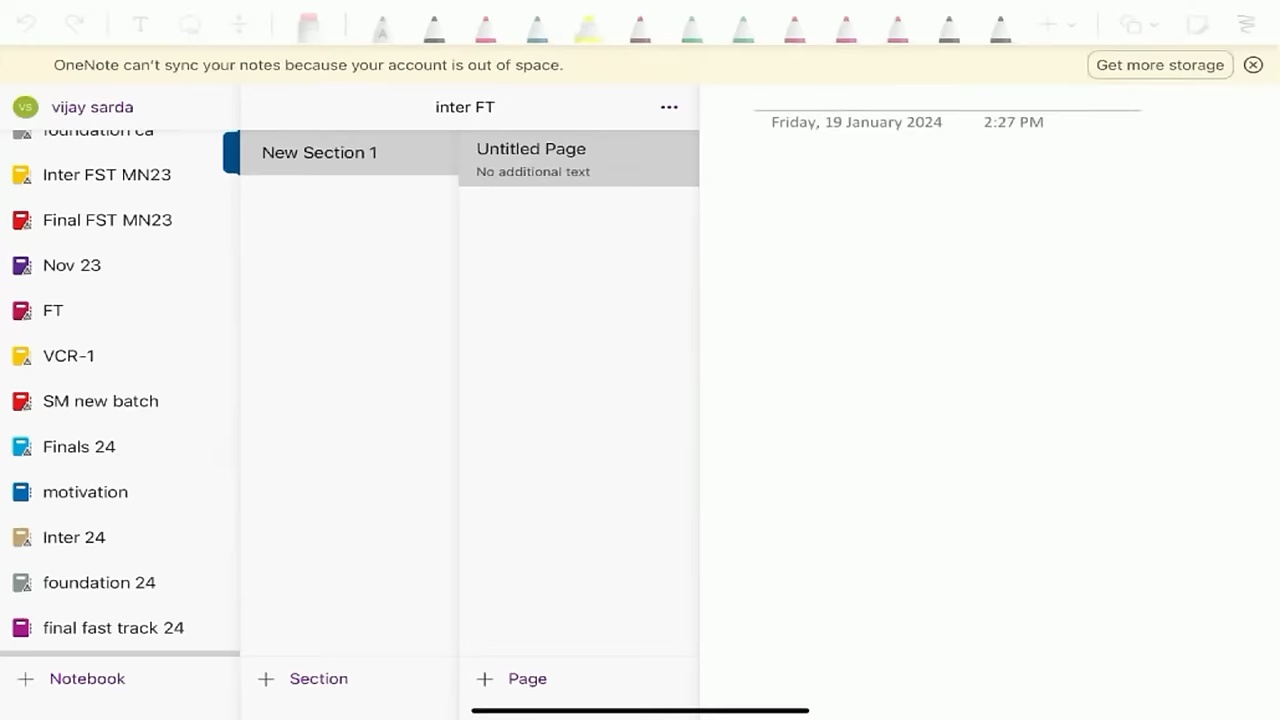 OneNote can't sync your notes because your account is out of space.
Get more storage
VS
vijay sarda
inter FT
foundation ca
Inter FST MN23
Final FST MN23
Nov 23
FT
VCR-1
SM new batch
Finals 24
motivation
Inter 24
foundation 24
final fast track 24
Notebook
New Section 1
Section
Untitled Page
No additional text
Page
Friday, 19 January 2024 2:27 PM